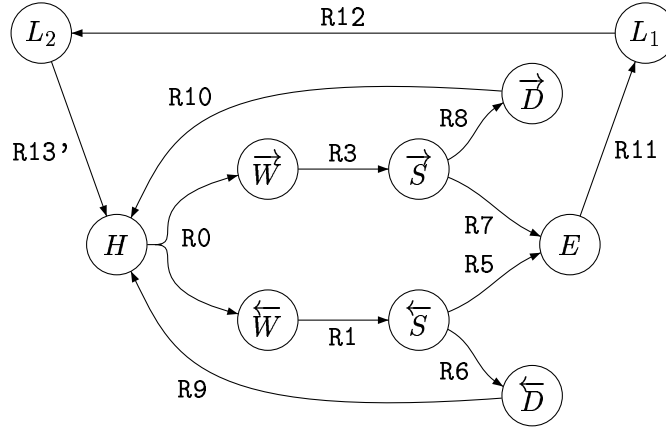 L₂ R12 L₁
R10 →D
R8
R13' →W R3 →S R11
H R0 R7 E
R5
←W R1 ←S
R6
R9 ←D